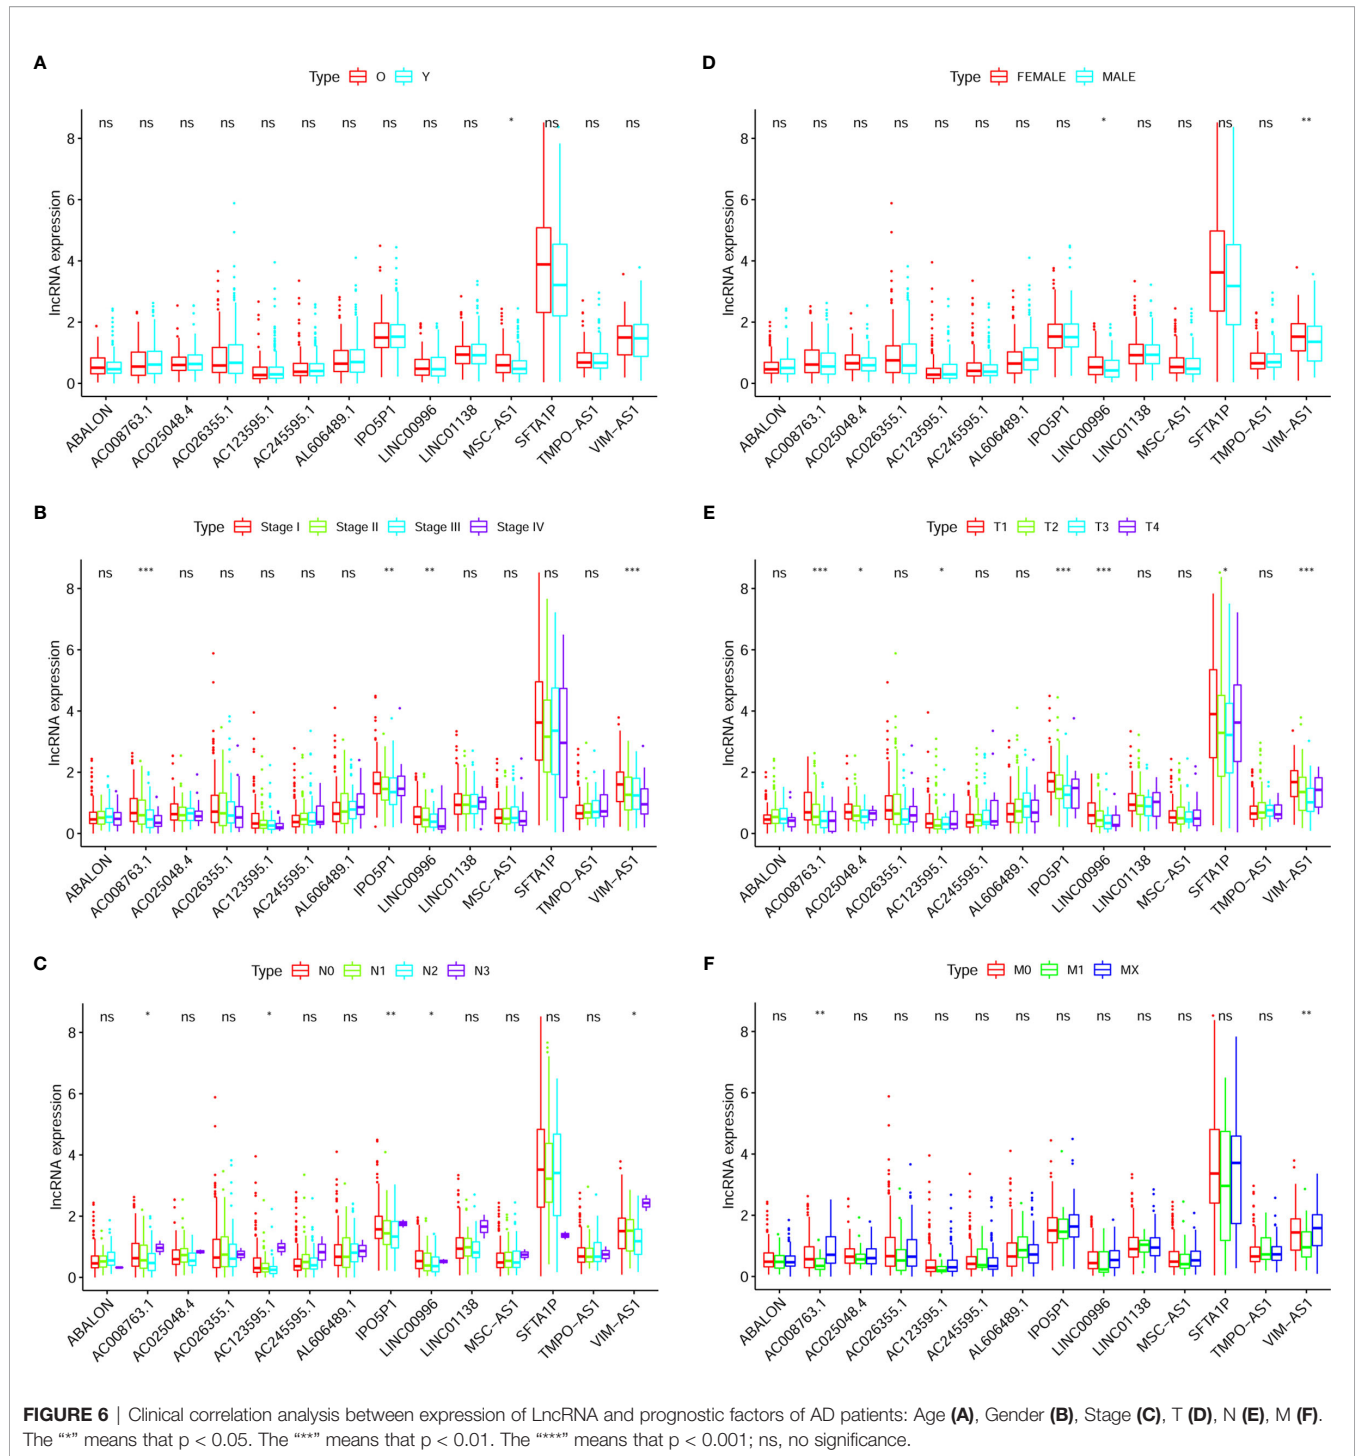 A
Type O Y
ns ns ns ns ns ns ns ns ns ns * ns ns ns
lncRNA expression
8
6
4
2
0
ABALON AC008763.1 AC025048.4 AC026355.1 AC123595.1 AC245595.1 AL606489.1 IPO5P1 LINC00996 LINC01138 MSC−AS1 SFTA1P TMPO−AS1 VIM−AS1
D
Type FEMALE MALE
ns ns ns ns ns ns ns ns * ns ns ns ns **
lncRNA expression
8
6
4
2
0
ABALON AC008763.1 AC025048.4 AC026355.1 AC123595.1 AC245595.1 AL606489.1 IPO5P1 LINC00996 LINC01138 MSC−AS1 SFTA1P TMPO−AS1 VIM−AS1
B
Type Stage I Stage II Stage III Stage IV
ns *** ns ns ns ns ns ** ** ns ns ns ns ***
lncRNA expression
8
6
4
2
0
ABALON AC008763.1 AC025048.4 AC026355.1 AC123595.1 AC245595.1 AL606489.1 IPO5P1 LINC00996 LINC01138 MSC−AS1 SFTA1P TMPO−AS1 VIM−AS1
E
Type T1 T2 T3 T4
ns *** * ns * ns ns *** *** ns ns * ns ***
lncRNA expression
8
6
4
2
0
ABALON AC008763.1 AC025048.4 AC026355.1 AC123595.1 AC245595.1 AL606489.1 IPO5P1 LINC00996 LINC01138 MSC−AS1 SFTA1P TMPO−AS1 VIM−AS1
C
Type N0 N1 N2 N3
ns * ns ns * ns ns ** * ns ns ns ns *
lncRNA expression
8
6
4
2
0
ABALON AC008763.1 AC025048.4 AC026355.1 AC123595.1 AC245595.1 AL606489.1 IPO5P1 LINC00996 LINC01138 MSC−AS1 SFTA1P TMPO−AS1 VIM−AS1
F
Type M0 M1 MX
ns ** ns ns ns ns ns ns ns ns ns ns ns **
lncRNA expression
8
6
4
2
0
ABALON AC008763.1 AC025048.4 AC026355.1 AC123595.1 AC245595.1 AL606489.1 IPO5P1 LINC00996 LINC01138 MSC−AS1 SFTA1P TMPO−AS1 VIM−AS1
FIGURE 6 | Clinical correlation analysis between expression of LncRNA and prognostic factors of AD patients: Age (A), Gender (B), Stage (C), T (D), N (E), M (F).
The “*” means that p < 0.05. The “**” means that p < 0.01. The “***” means that p < 0.001; ns, no significance.